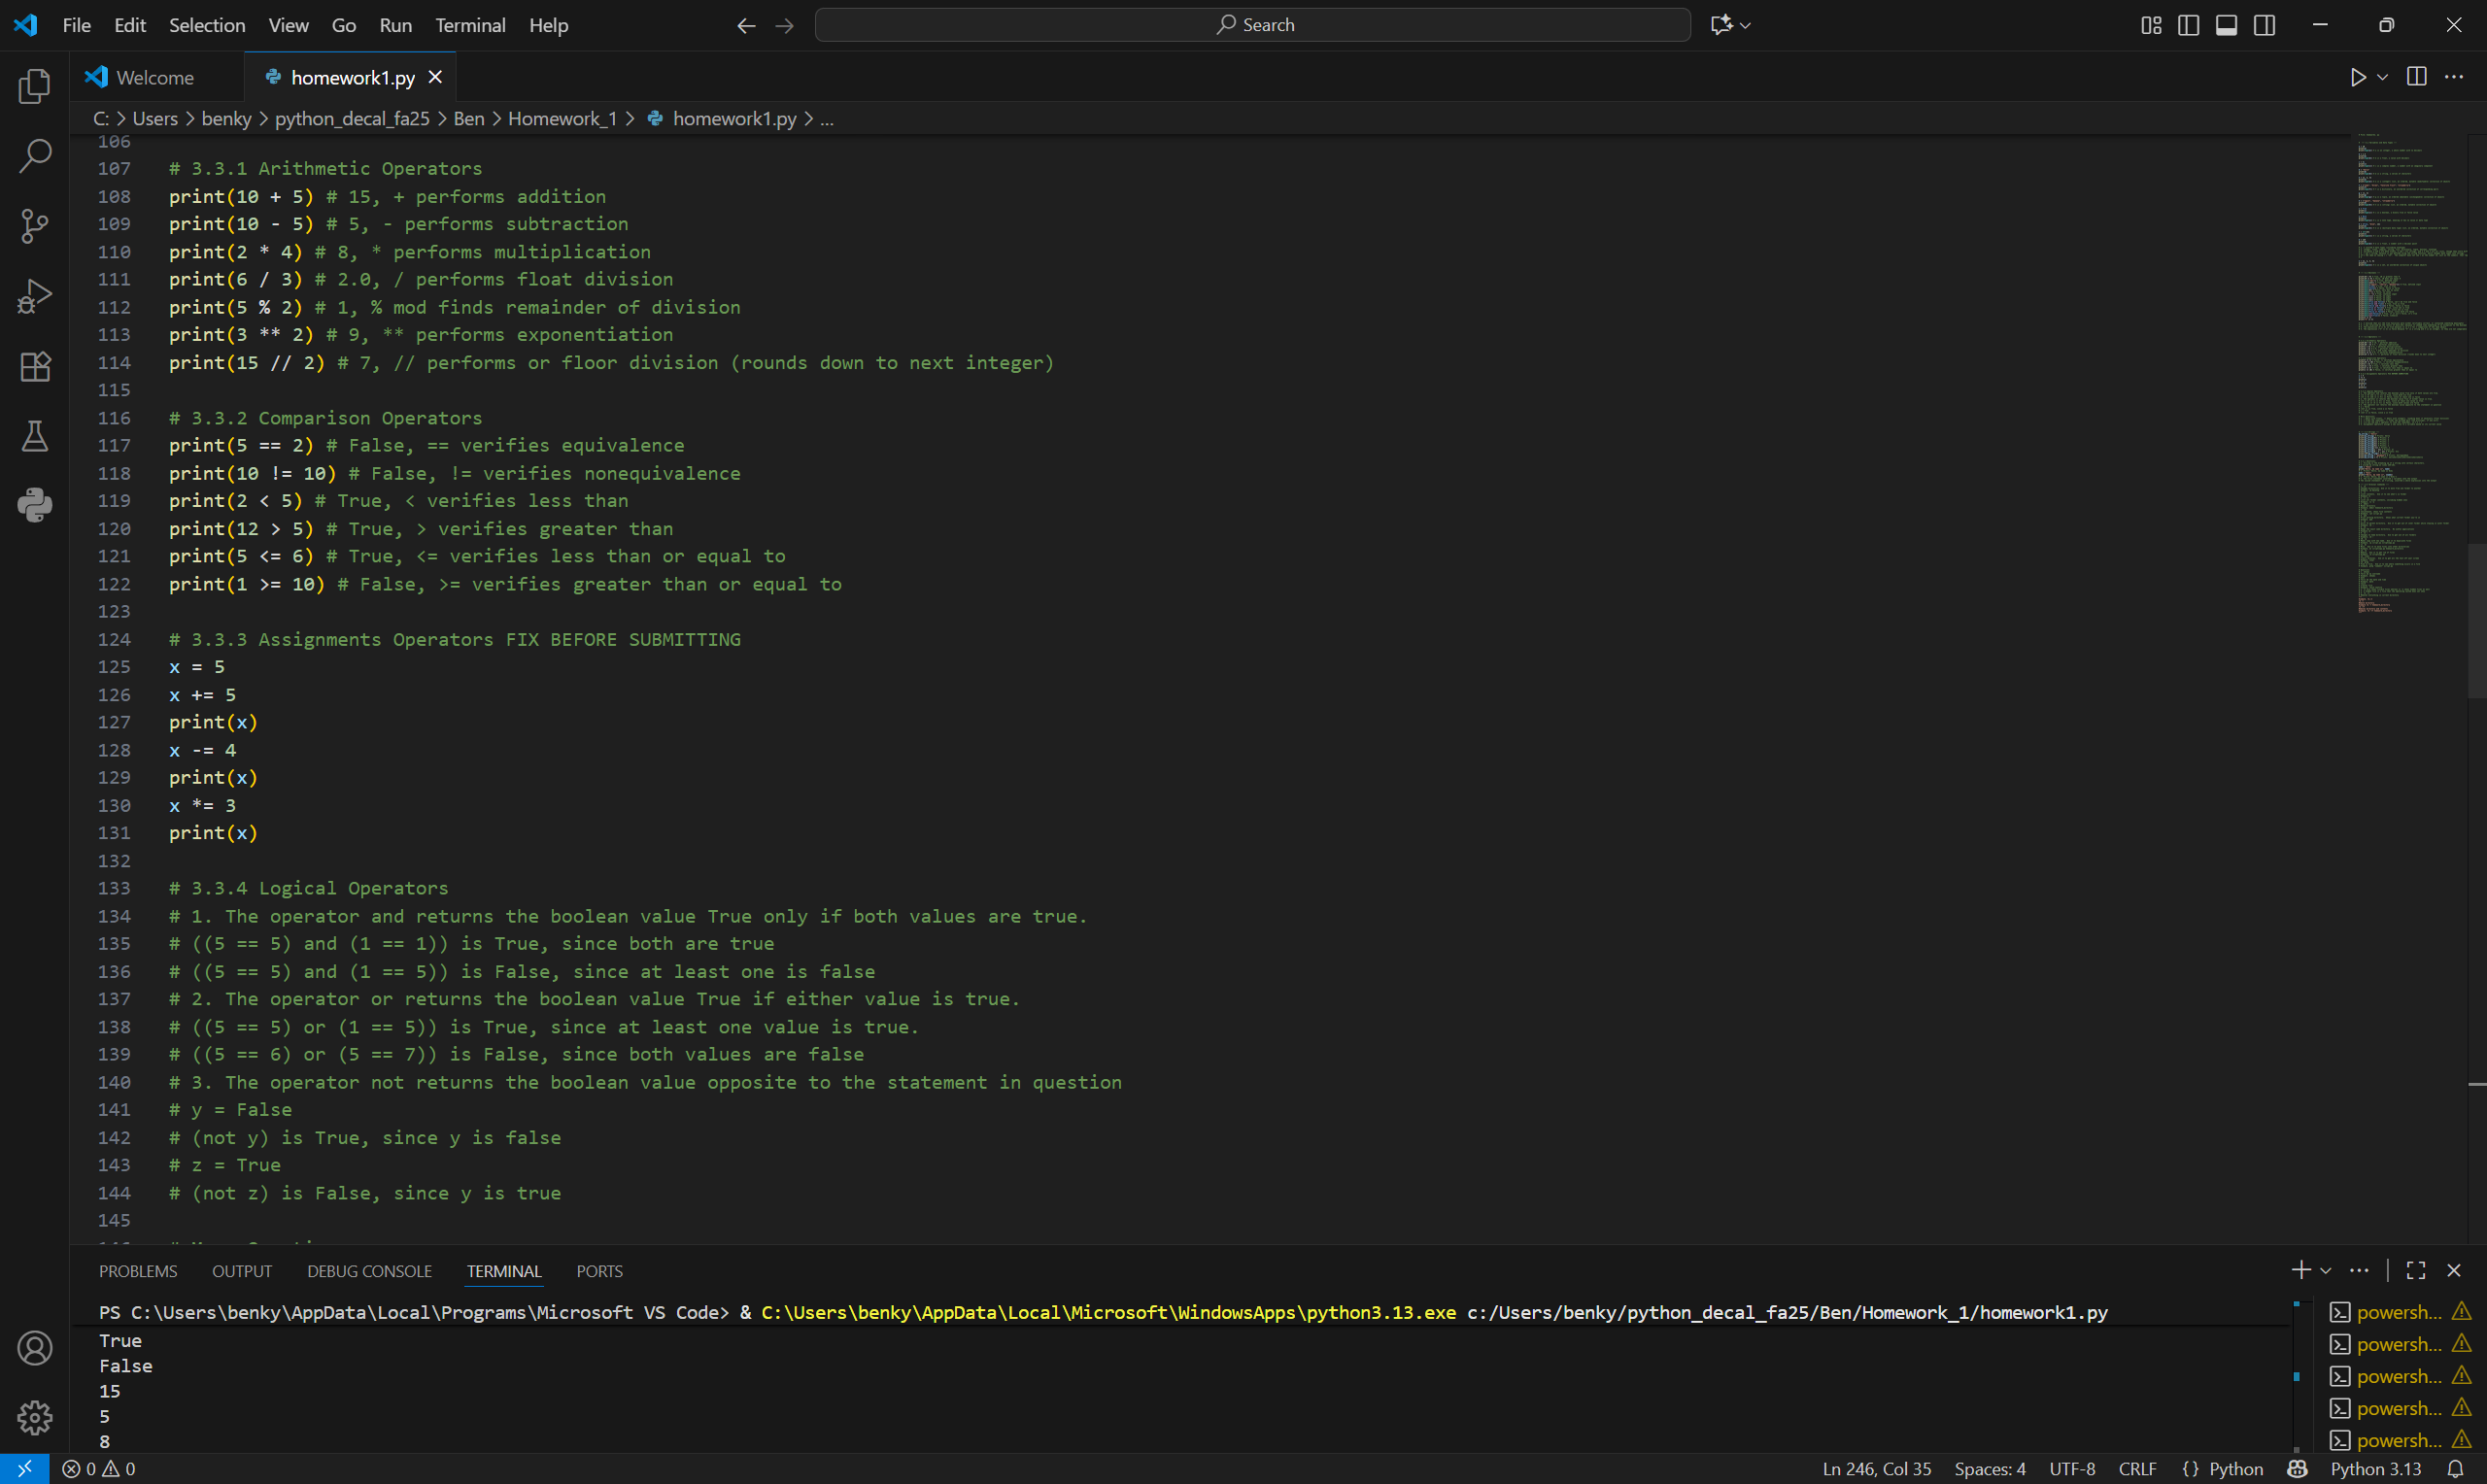 File Edit Selection View Go Run Terminal Help
Search
Welcome
homework1.py
C: > Users > benky > python_decal_fa25 > Ben > Homework_1 > homework1.py > ...
106
107 # 3.3.1 Arithmetic Operators
108 print(10 + 5) # 15, + performs addition
109 print(10 - 5) # 5, - performs subtraction
110 print(2 * 4) # 8, * performs multiplication
111 print(6 / 3) # 2.0, / performs float division
112 print(5 % 2) # 1, % mod finds remainder of division
113 print(3 ** 2) # 9, ** performs exponentiation
114 print(15 // 2) # 7, // performs or floor division (rounds down to next integer)
115
116 # 3.3.2 Comparison Operators
117 print(5 == 2) # False, == verifies equivalence
118 print(10 != 10) # False, != verifies nonequivalence
119 print(2 < 5) # True, < verifies less than
120 print(12 > 5) # True, > verifies greater than
121 print(5 <= 6) # True, <= verifies less than or equal to
122 print(1 >= 10) # False, >= verifies greater than or equal to
123
124 # 3.3.3 Assignments Operators FIX BEFORE SUBMITTING
125 x = 5
126 x += 5
127 print(x)
128 x -= 4
129 print(x)
130 x *= 3
131 print(x)
132
133 # 3.3.4 Logical Operators
134 # 1. The operator and returns the boolean value True only if both values are true.
135 # ((5 == 5) and (1 == 1)) is True, since both are true
136 # ((5 == 5) and (1 == 5)) is False, since at least one is false
137 # 2. The operator or returns the boolean value True if either value is true.
138 # ((5 == 5) or (1 == 5)) is True, since at least one value is true.
139 # ((5 == 6) or (5 == 7)) is False, since both values are false
140 # 3. The operator not returns the boolean value opposite to the statement in question
141 # y = False
142 # (not y) is True, since y is false
143 # z = True
144 # (not z) is False, since y is true
145
PROBLEMS OUTPUT DEBUG CONSOLE TERMINAL PORTS
PS C:\Users\benky\AppData\Local\Programs\Microsoft VS Code> & C:\Users\benky\AppData\Local\Microsoft\WindowsApps\python3.13.exe c:/Users/benky/python_decal_fa25/Ben/Homework_1/homework1.py
True
False
15
5
8
powersh...
powersh...
powersh...
powersh...
powersh...
0 0
Ln 246, Col 35 Spaces: 4 UTF-8 CRLF {} Python Python 3.13